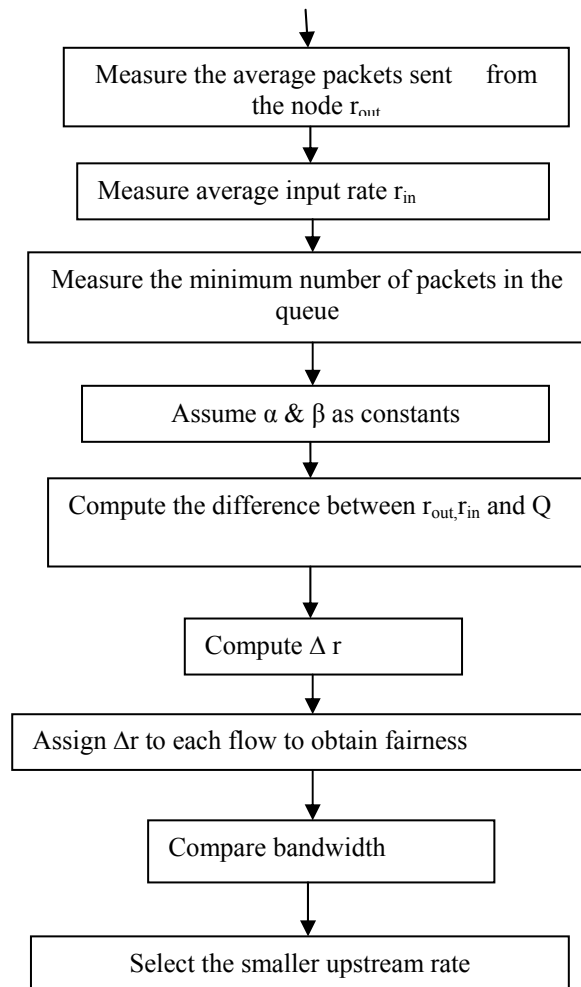 Measure the average packets sent from
the node rout
Measure average input rate rin
Measure the minimum number of packets in the
queue
Assume α & β as constants
Compute the difference between rout,rin and Q
Compute Δ r
Assign Δr to each flow to obtain fairness
Compare bandwidth
Select the smaller upstream rate